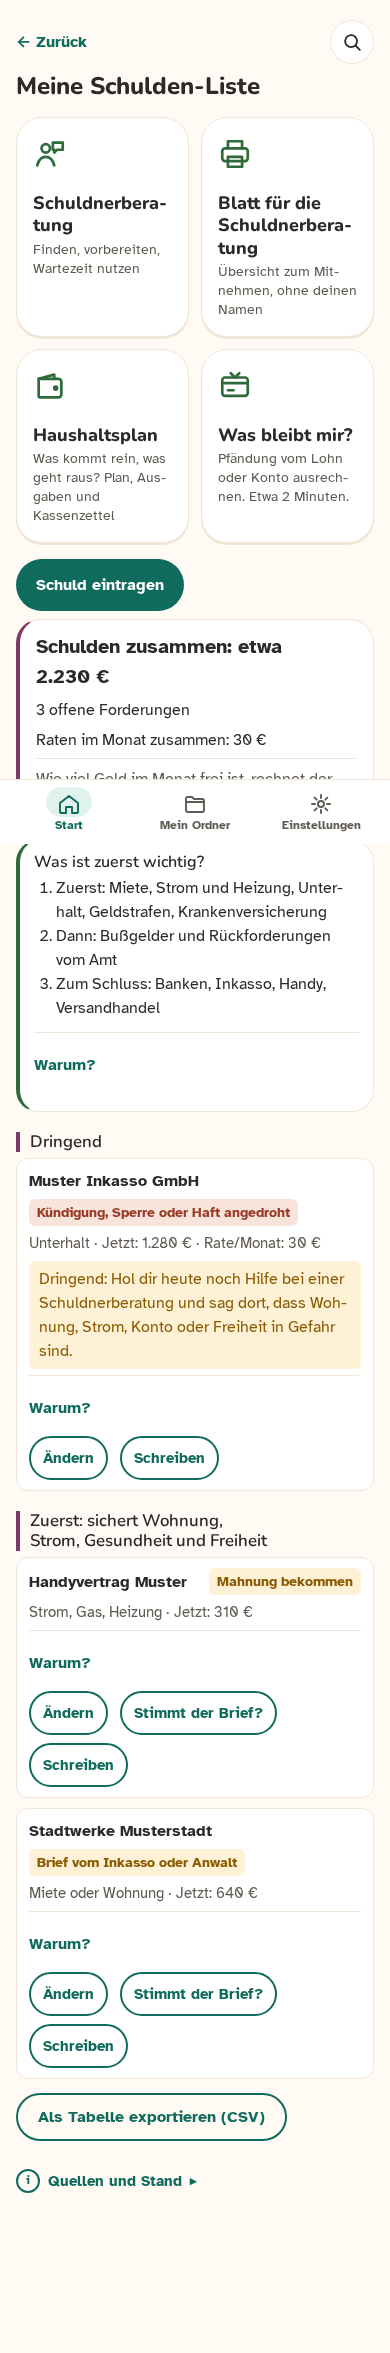 ← Zurück
Meine Schulden-Liste
Schuldnerbera-
tung
Finden, vorbereiten,
Wartezeit nutzen
Blatt für die
Schuldnerbera-
tung
Übersicht zum Mit-
nehmen, ohne deinen
Namen
Haushaltsplan
Was kommt rein, was
geht raus? Plan, Aus-
gaben und
Kassenzettel
Was bleibt mir?
Pfändung vom Lohn
oder Konto ausrech-
nen. Etwa 2 Minuten.
Schuld eintragen
Schulden zusammen: etwa
2.230 €
3 offene Forderungen
Raten im Monat zusammen: 30 €
Wie viel Geld im Monat frei ist, rechnet der
Start
Mein Ordner
Einstellungen
Was ist zuerst wichtig?
1. Zuerst: Miete, Strom und Heizung, Unter-
halt, Geldstrafen, Krankenversicherung
2. Dann: Bußgelder und Rückforderungen
vom Amt
3. Zum Schluss: Banken, Inkasso, Handy,
Versandhandel
Warum?
Dringend
Muster Inkasso GmbH
Kündigung, Sperre oder Haft angedroht
Unterhalt · Jetzt: 1.280 € · Rate/Monat: 30 €
Dringend: Hol dir heute noch Hilfe bei einer
Schuldnerberatung und sag dort, dass Woh-
nung, Strom, Konto oder Freiheit in Gefahr
sind.
Warum?
Ändern
Schreiben
Zuerst: sichert Wohnung,
Strom, Gesundheit und Freiheit
Handyvertrag Muster
Mahnung bekommen
Strom, Gas, Heizung · Jetzt: 310 €
Warum?
Ändern
Stimmt der Brief?
Schreiben
Stadtwerke Musterstadt
Brief vom Inkasso oder Anwalt
Miete oder Wohnung · Jetzt: 640 €
Warum?
Ändern
Stimmt der Brief?
Schreiben
Als Tabelle exportieren (CSV)
i Quellen und Stand ▸